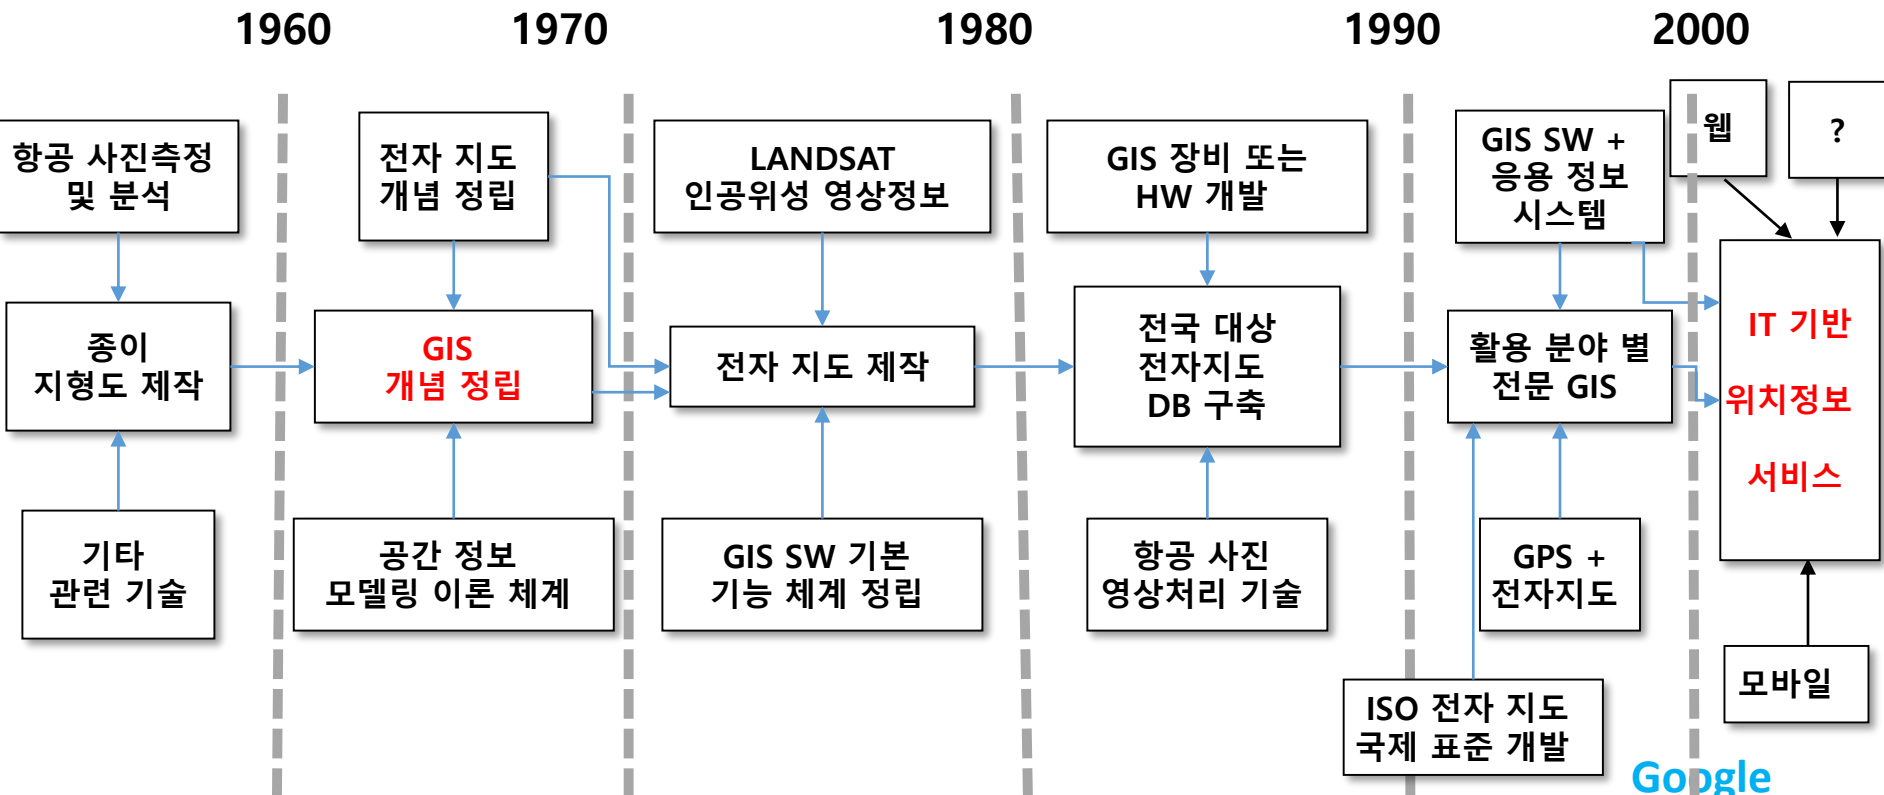 1960
1970
1980
1990
2000
항공 사진측정
및 분석
전자 지도
개념 정립
LANDSAT
인공위성 영상정보
GIS 장비 또는
HW 개발
GIS SW +
응용 정보
시스템
웹
?
종이
지형도 제작
GIS
개념 정립
전자 지도 제작
전국 대상
전자지도
DB 구축
활용 분야 별
전문 GIS
IT 기반
위치정보
서비스
기타
관련 기술
공간 정보
모델링 이론 체계
GIS SW 기본
기능 체계 정립
항공 사진
영상처리 기술
GPS +
전자지도
모바일
ISO 전자 지도
국제 표준 개발
Google